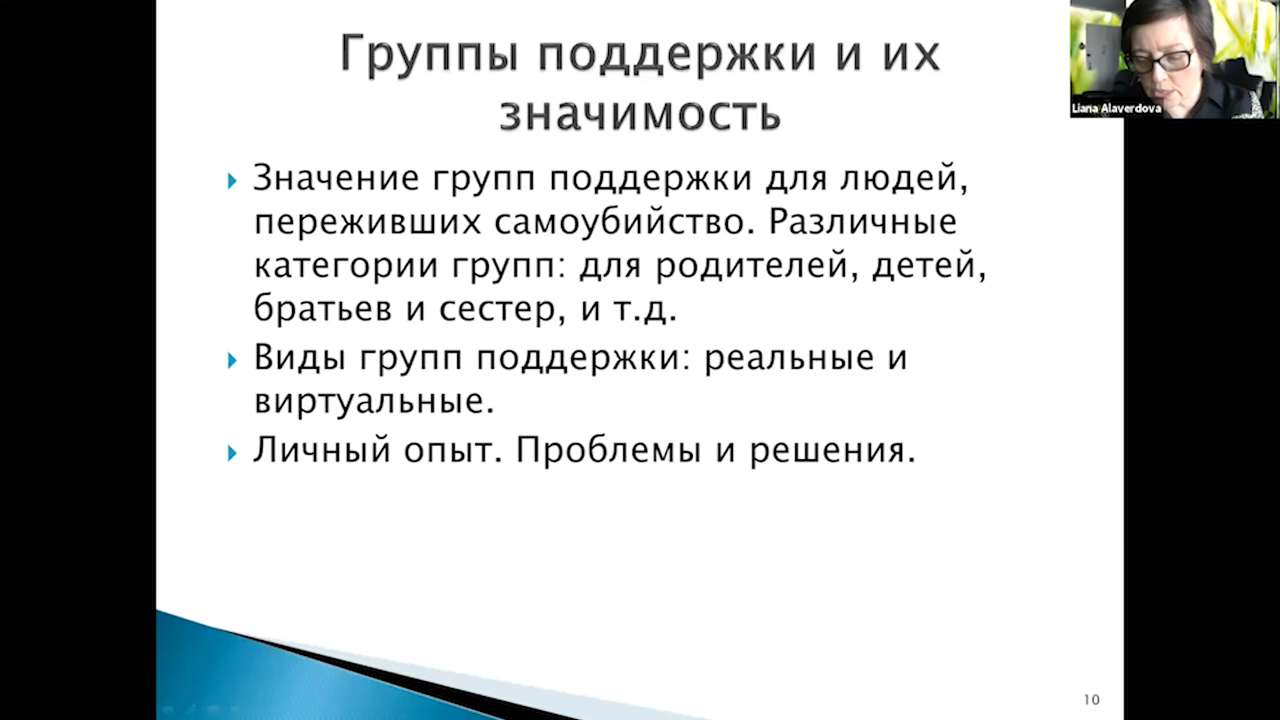 Группы поддержки и их
значимость
Liana Alaverdova
Значение групп поддержки для людей,
переживших самоубийство. Различные
категории групп: для родителей, детей,
братьев и сестер, и т.д.
Виды групп поддержки: реальные и
виртуальные.
Личный опыт. Проблемы и решения.
10